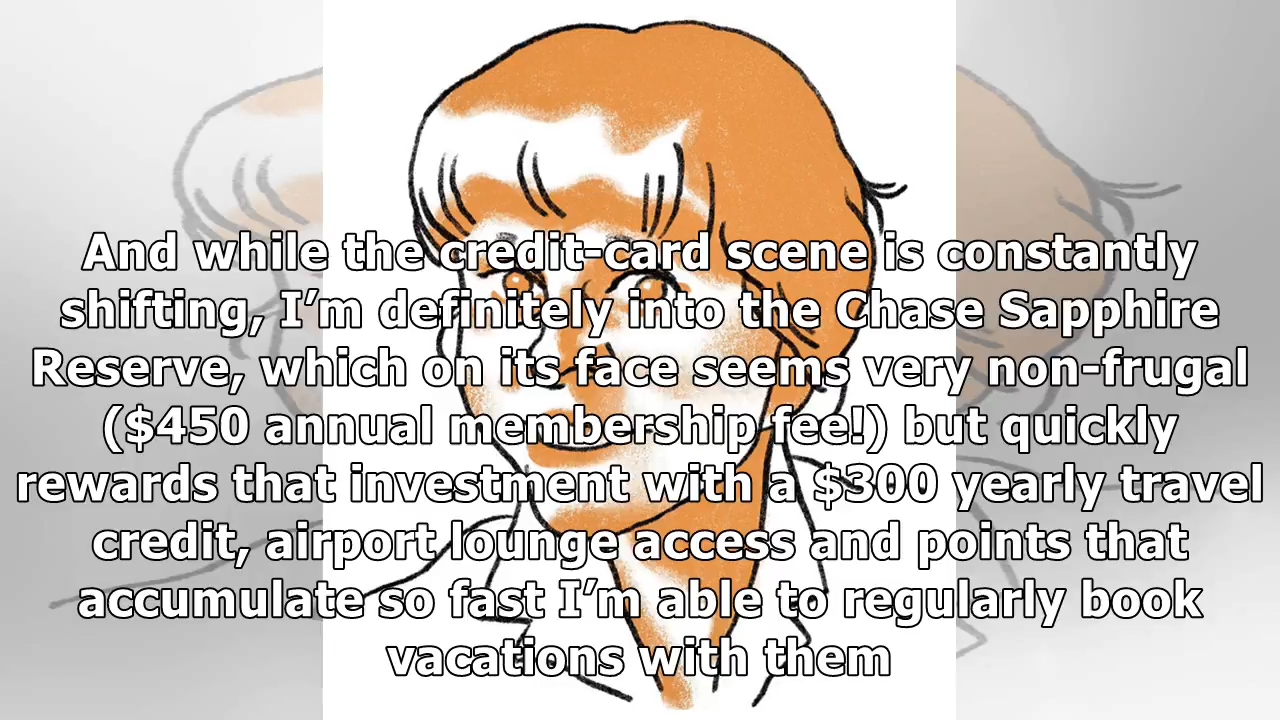 And while the credit-card scene is constantly
shifting, I’m definitely into the Chase Sapphire
Reserve, which on its face seems very non-frugal
($450 annual membership fee!) but quickly
rewards that investment with a $300 yearly travel
credit, airport lounge access and points that
accumulate so fast I’m able to regularly book
vacations with them